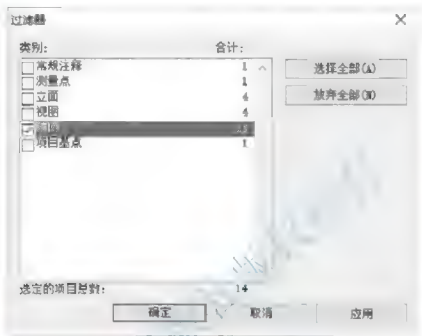 过滤器
类别: 合计:
常规注释 1
测量点 1
立面 4
视图 4
项目基点 1
选择全部(A)
放弃全部(N)
选定的项目总数: 14
确定 取消 应用